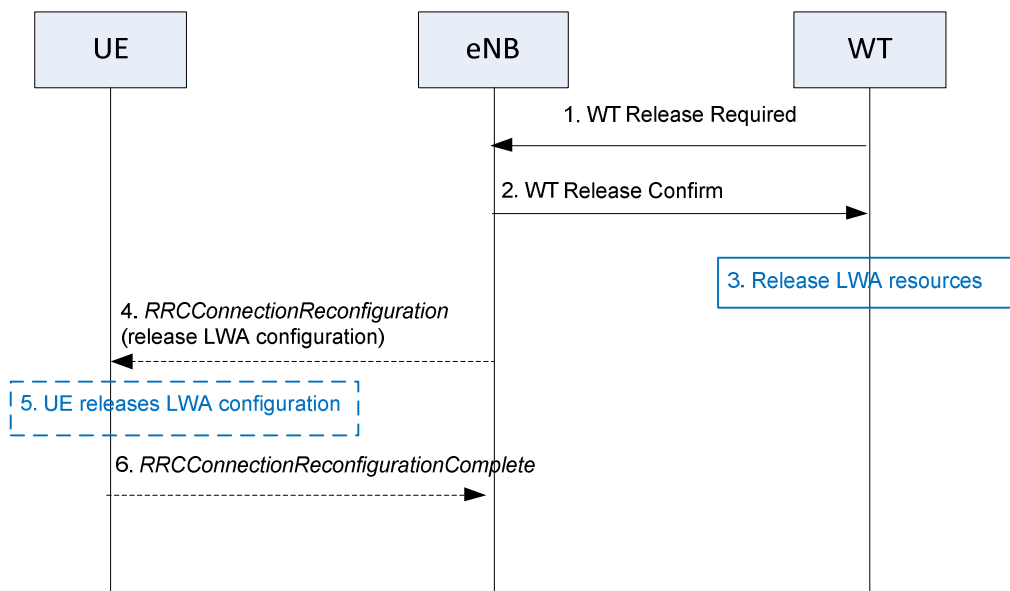 UE
eNB
WT
1. WT Release Required
2. WT Release Confirm
3. Release LWA resources
4. RRCConnectionReconfiguration
(release LWA configuration)
5. UE releases LWA configuration
6. RRCConnectionReconfigurationComplete